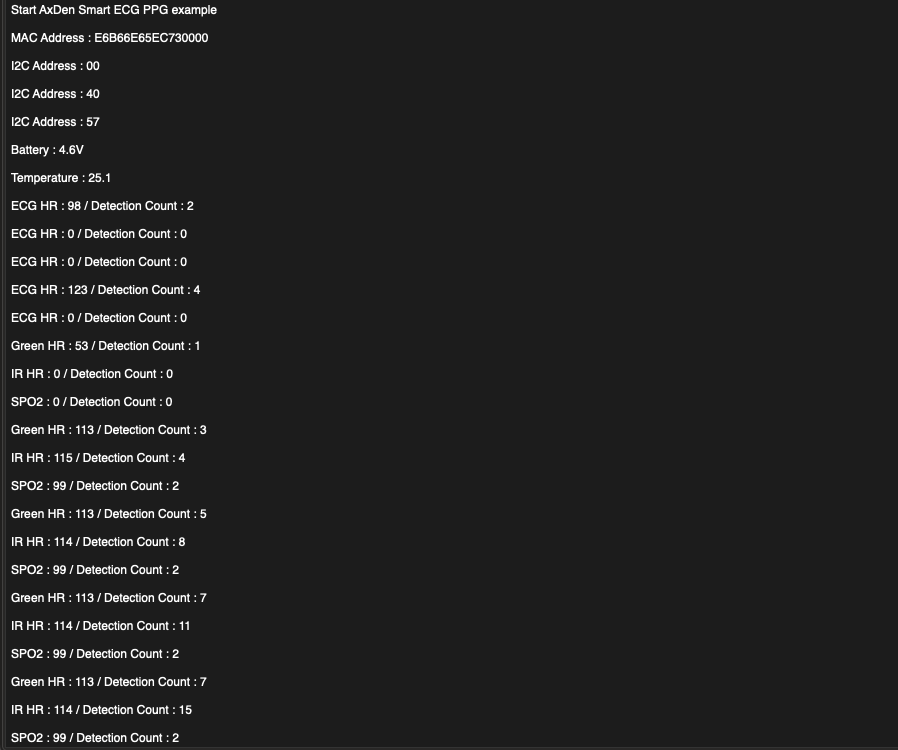 Start AxDen Smart ECG PPG example
MAC Address : E6B66E65EC730000
I2C Address : 00
I2C Address : 40
I2C Address : 57
Battery : 4.6V
Temperature : 25.1
ECG HR : 98 / Detection Count : 2
ECG HR : 0 / Detection Count : 0
ECG HR : 0 / Detection Count : 0
ECG HR : 123 / Detection Count : 4
ECG HR : 0 / Detection Count : 0
Green HR : 53 / Detection Count : 1
IR HR : 0 / Detection Count : 0
SPO2 : 0 / Detection Count : 0
Green HR : 113 / Detection Count : 3
IR HR : 115 / Detection Count : 4
SPO2 : 99 / Detection Count : 2
Green HR : 113 / Detection Count : 5
IR HR : 114 / Detection Count : 8
SPO2 : 99 / Detection Count : 2
Green HR : 113 / Detection Count : 7
IR HR : 114 / Detection Count : 11
SPO2 : 99 / Detection Count : 2
Green HR : 113 / Detection Count : 7
IR HR : 114 / Detection Count : 15
SPO2 : 99 / Detection Count : 2